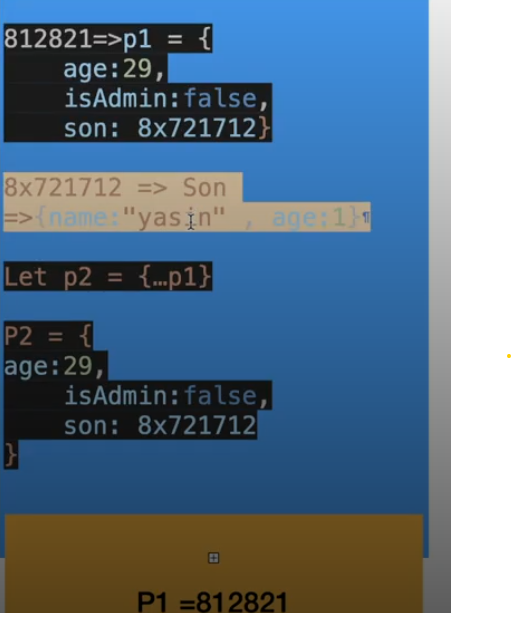 812821=>p1 = {
age:29,
isAdmin:false,
son: 8x721712}
8x721712 => Son
=>{name:"yasin" , age:1}¶
Let p2 = {…p1}
P2 = {
age:29,
isAdmin:false,
son: 8x721712
}
P1 =812821